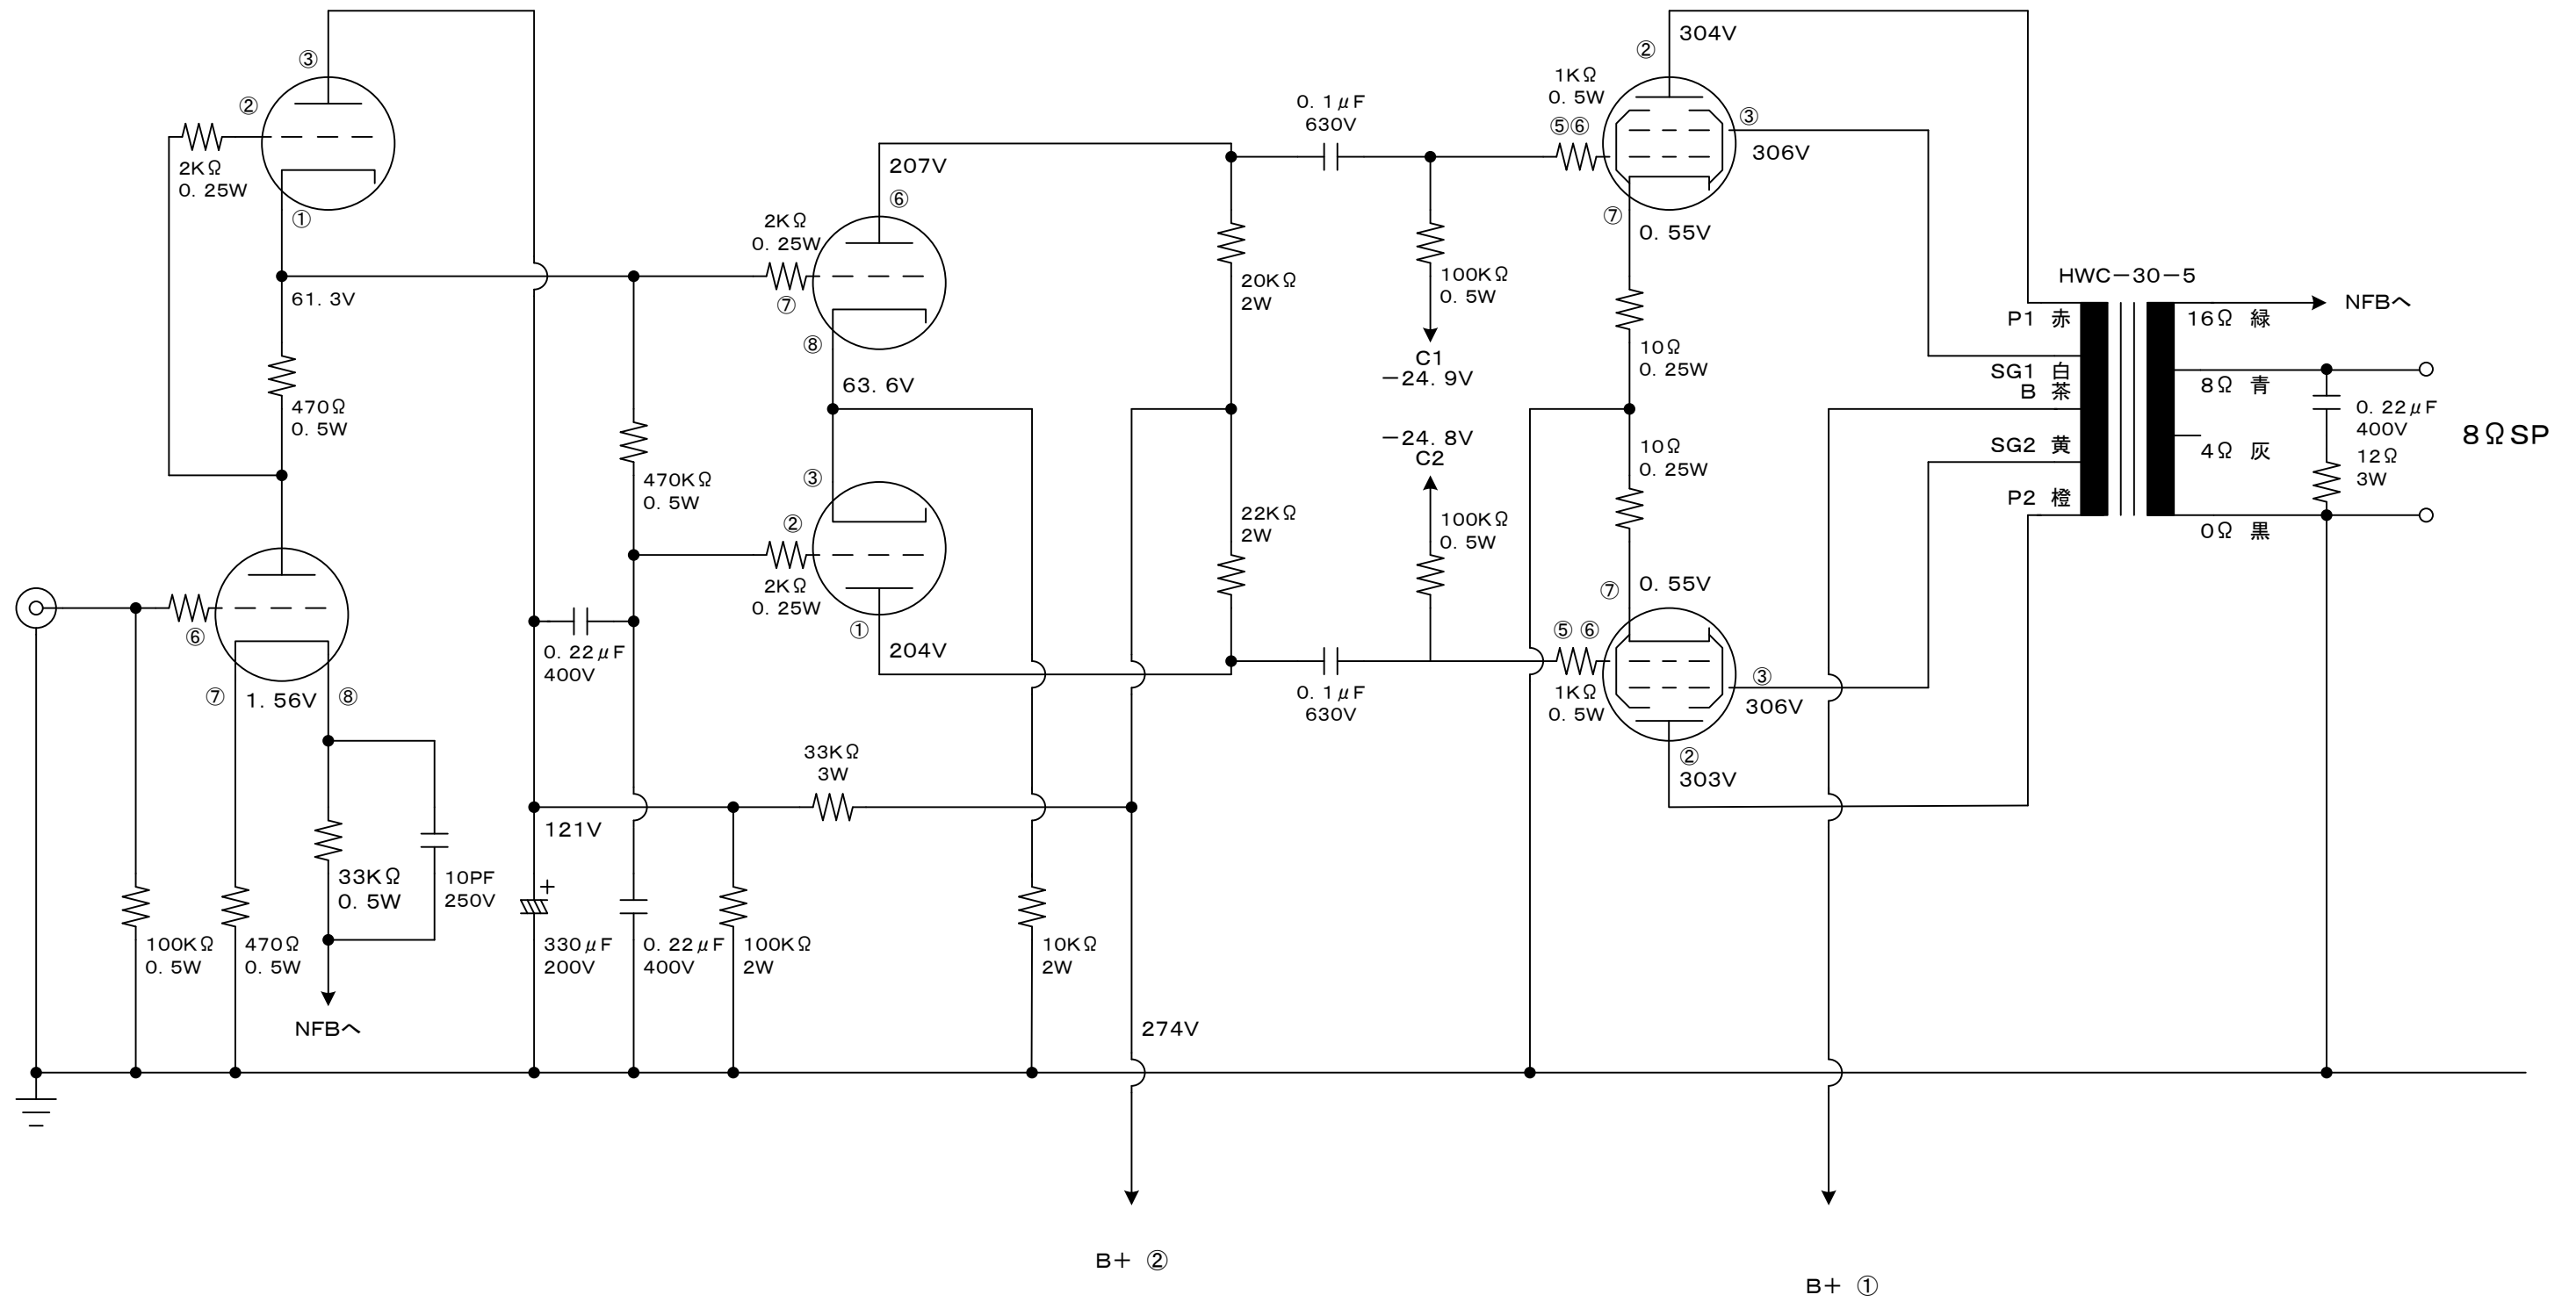 ③
②
2KΩ
0. 25W
①
61. 3V
470Ω
0. 5W
⑥
⑦
1. 56V
⑧
100KΩ
0. 5W
470Ω
0. 5W
33KΩ
0. 5W
10PF
250V
NFBへ
0. 22μF
400V
121V
+
330μF
200V
0. 22μF
400V
100KΩ
2W
470KΩ
0. 5W
2KΩ
0. 25W
⑦
207V
⑥
⑧
63. 6V
③
②
2KΩ
0. 25W
①
204V
33KΩ
3W
10KΩ
2W
274V
B+ ②
20KΩ
2W
22KΩ
2W
0. 1μF
630V
0. 1μF
630V
100KΩ
0. 5W
C1
−24. 9V
−24. 8V
C2
100KΩ
0. 5W
1KΩ
0. 5W
⑤⑥
②
304V
③
306V
⑦
0. 55V
10Ω
0. 25W
10Ω
0. 25W
⑦
0. 55V
⑤ ⑥
1KΩ
0. 5W
③
306V
②
303V
B+ ①
HWC−30−5
P1 赤
SG1 白
B 茶
SG2 黄
P2 橙
16Ω 緑
8Ω 青
4Ω 灰
0Ω 黒
NFBへ
0. 22μF
400V
12Ω
3W
8ΩSP